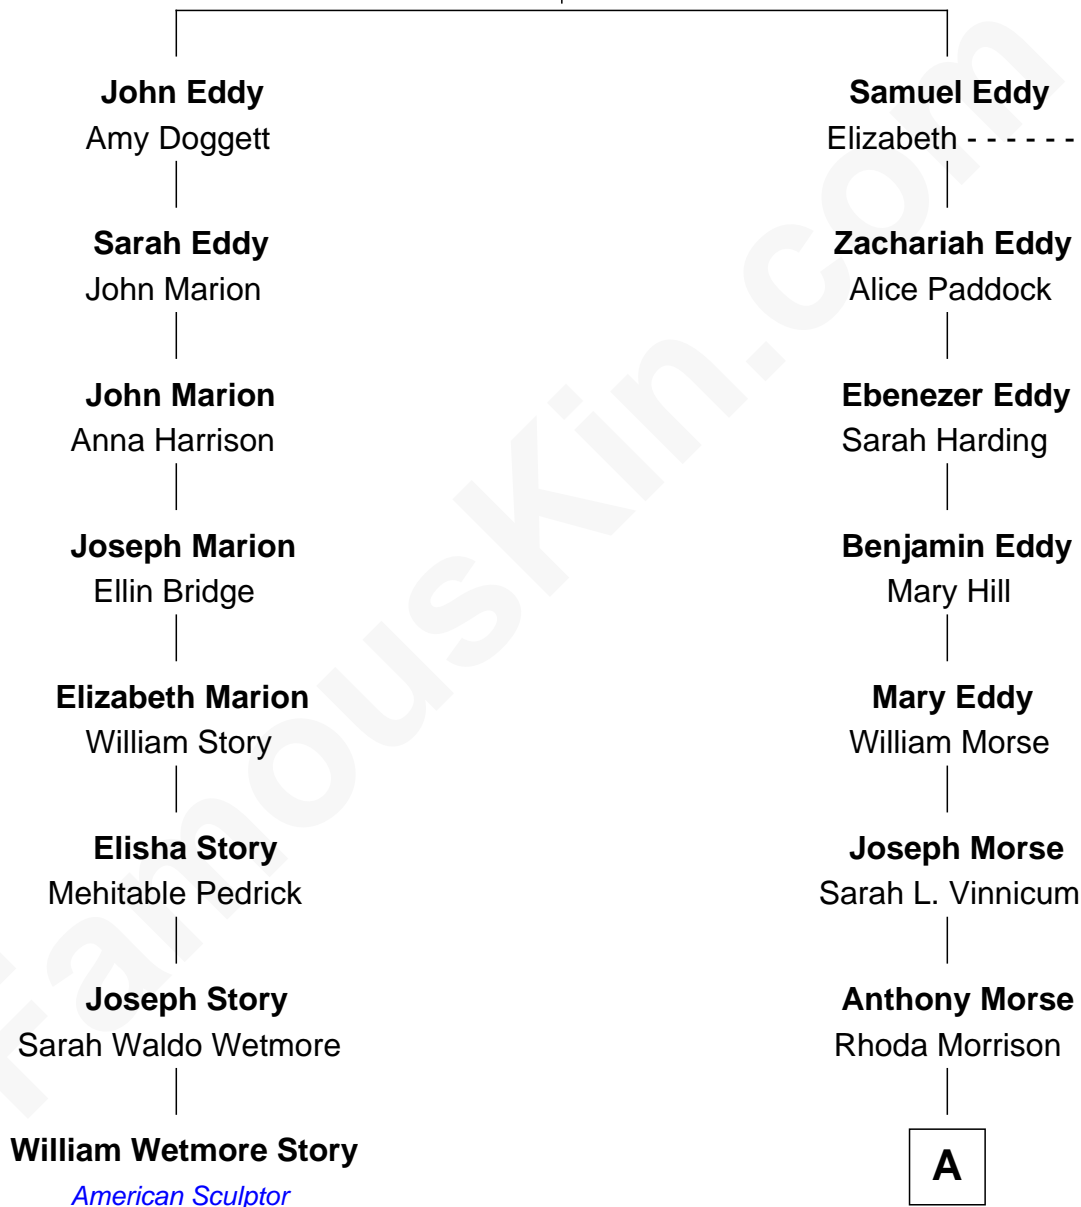 John Eddy
Amy Doggett
Sarah Eddy
John Marion
John Marion
Anna Harrison
Joseph Marion
Ellin Bridge
Elizabeth Marion
William Story
Elisha Story
Mehitable Pedrick
Joseph Story
Sarah Waldo Wetmore
William Wetmore Story
American Sculptor
Samuel Eddy
Elizabeth - - - - - -
Zachariah Eddy
Alice Paddock
Ebenezer Eddy
Sarah Harding
Benjamin Eddy
Mary Hill
Mary Eddy
William Morse
Joseph Morse
Sarah L. Vinnicum
Anthony Morse
Rhoda Morrison
A
FamousKin.com